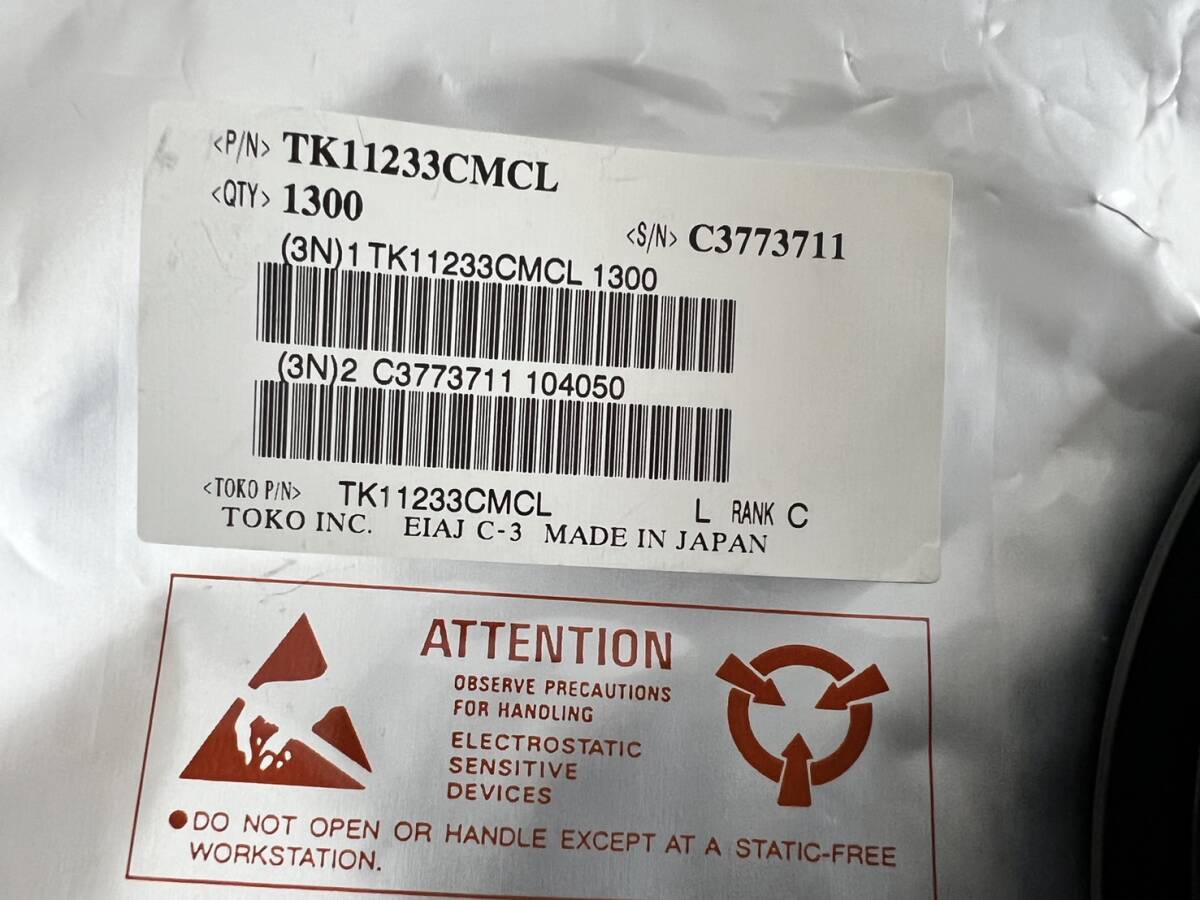 <P/N> TK11233CMCL
<QTY> 1300
<S/N> C3773711
(3N)1 TK11233CMCL 1300
(3N)2 C3773711 104050
<TOKO P/N> TK11233CMCL L RANK C
TOKO INC. EIAJ C-3 MADE IN JAPAN
ATTENTION
OBSERVE PRECAUTIONS
FOR HANDLING
ELECTROSTATIC
SENSITIVE
DEVICES
●DO NOT OPEN OR HANDLE EXCEPT AT A STATIC-FREE
WORKSTATION.